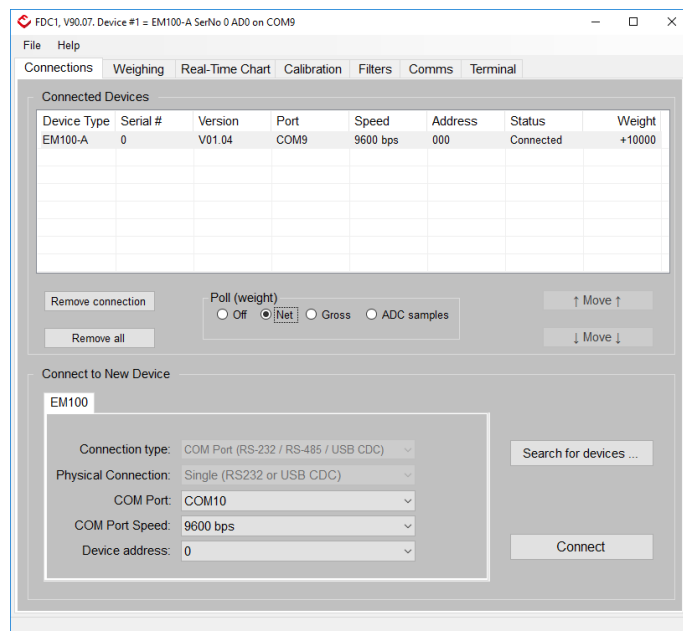 FDC1, V90.07. Device #1 = EM100-A SerNo 0 AD0 on COM9
File Help
Connections Weighing Real-Time Chart Calibration Filters Comms Terminal
Connected Devices
Device Type Serial # Version Port Speed Address Status Weight
EM100-A 0 V01.04 COM9 9600 bps 000 Connected +10000
Poll (weight)
Remove connection Off Net Gross ADC samples ↑ Move ↑
Remove all ↓ Move ↓
Connect to New Device
EM100
Connection type: COM Port (RS-232 / RS-485 / USB CDC)
Search for devices ...
Physical Connection: Single (RS232 or USB CDC)
COM Port: COM10
COM Port Speed: 9600 bps
Device address: 0
Connect